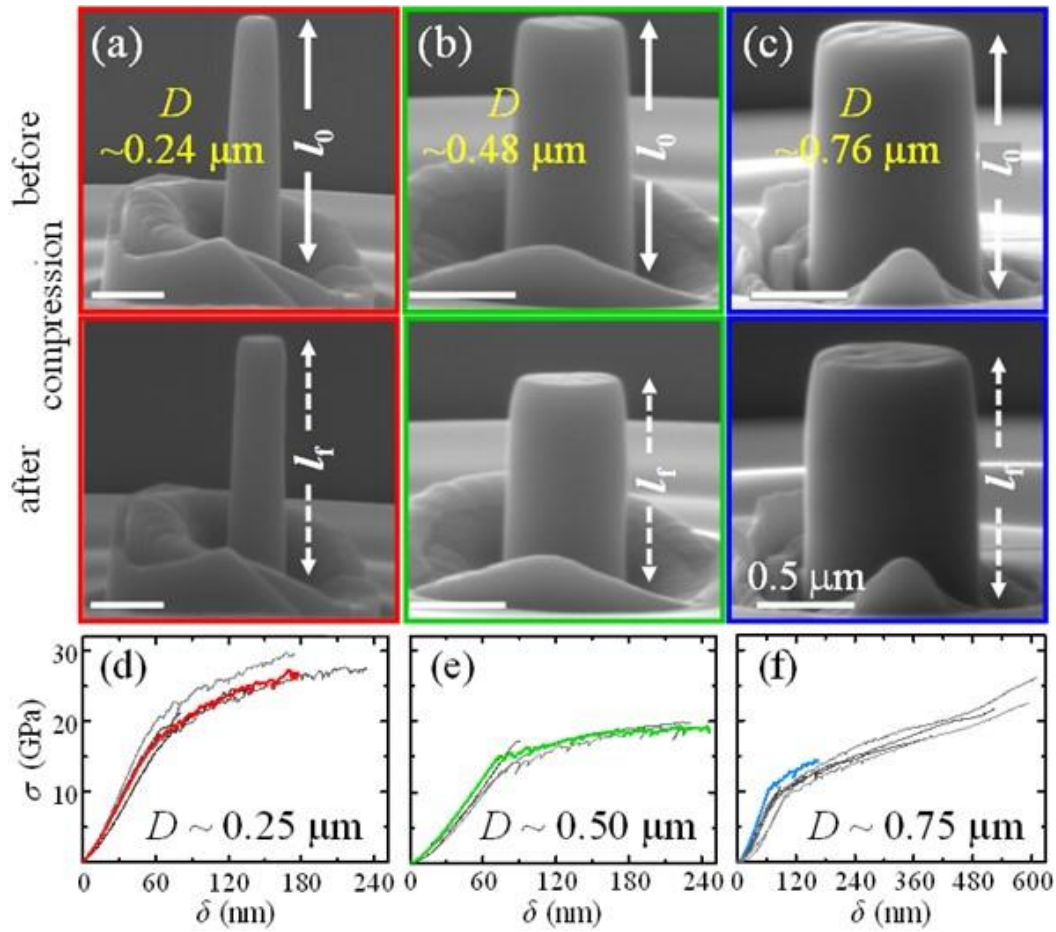 before
compression
after
(a)
D
~0.24 μm
l0
(b)
D
~0.48 μm
l0
(c)
D
~0.76 μm
l0
lf
lf
lf
0.5 μm
σ (GPa)
30
20
10
(d)
D ~ 0.25 μm
0 60 120 180 240
δ (nm)
(e)
D ~ 0.50 μm
0 60 120 180 240
δ (nm)
(f)
D ~ 0.75 μm
0 120 240 360 480 600
δ (nm)